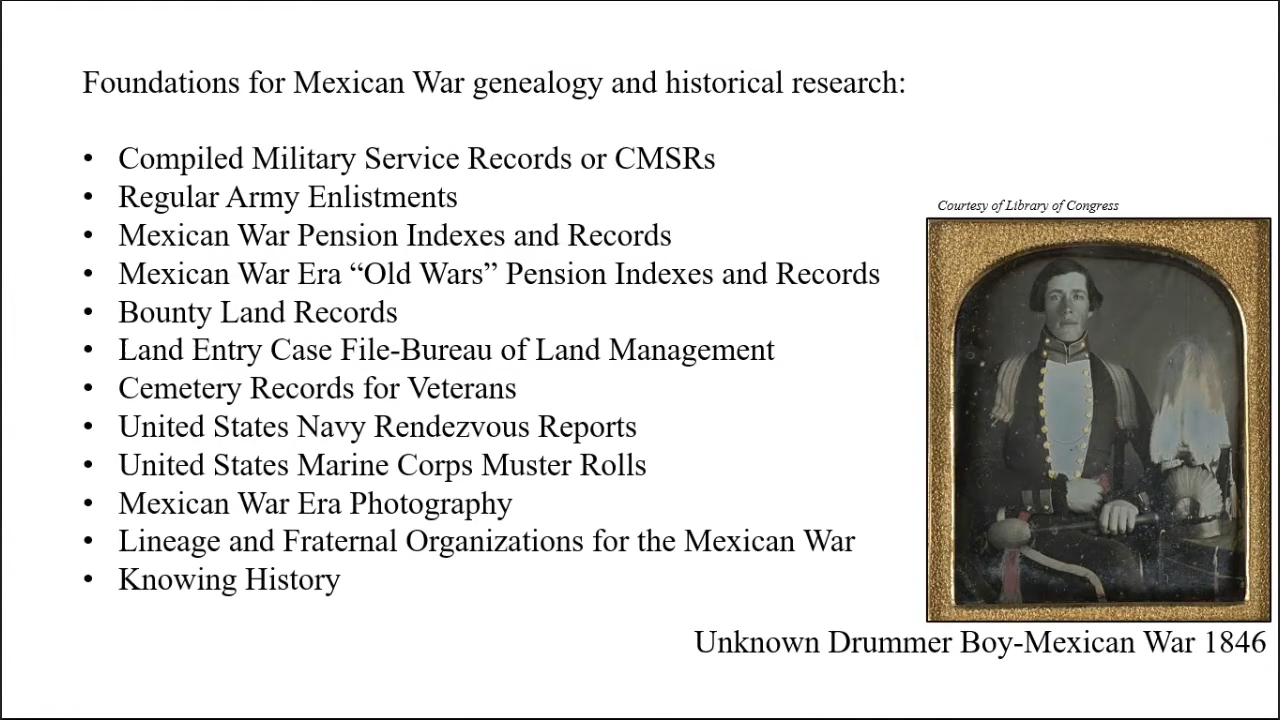 Foundations for Mexican War genealogy and historical research:
• Compiled Military Service Records or CMSRs
• Regular Army Enlistments
• Mexican War Pension Indexes and Records
• Mexican War Era “Old Wars” Pension Indexes and Records
• Bounty Land Records
• Land Entry Case File-Bureau of Land Management
• Cemetery Records for Veterans
• United States Navy Rendezvous Reports
• United States Marine Corps Muster Rolls
• Mexican War Era Photography
• Lineage and Fraternal Organizations for the Mexican War
• Knowing History
Courtesy of Library of Congress
Unknown Drummer Boy-Mexican War 1846